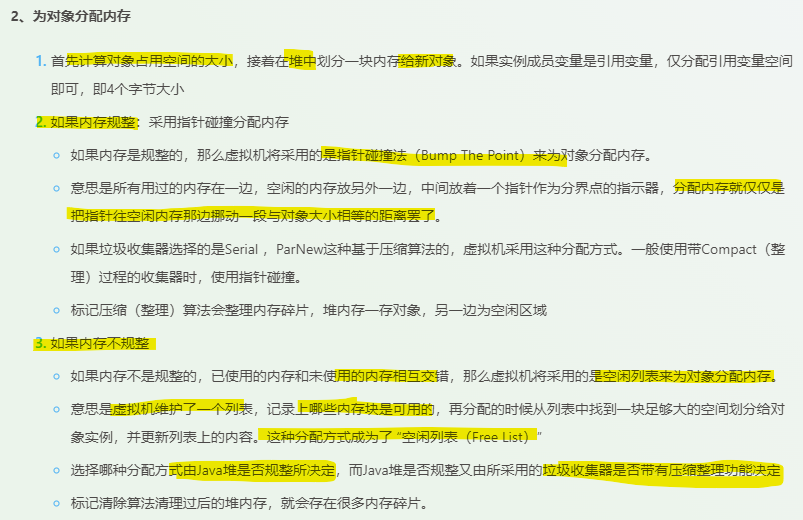 2、为对象分配内存
1. 首先计算对象占用空间的大小，接着在堆中划分一块内存给新对象。如果实例成员变量是引用变量，仅分配引用变量空间
即可，即4个字节大小
2. 如果内存规整：采用指针碰撞分配内存
如果内存是规整的，那么虚拟机将采用的是指针碰撞法（Bump The Point）来为对象分配内存。
意思是所有用过的内存在一边，空闲的内存放另外一边，中间放着一个指针作为分界点的指示器，分配内存就仅仅是
把指针往空闲内存那边挪动一段与对象大小相等的距离罢了。
如果垃圾收集器选择的是Serial ，ParNew这种基于压缩算法的，虚拟机采用这种分配方式。一般使用带Compact（整
理）过程的收集器时，使用指针碰撞。
标记压缩（整理）算法会整理内存碎片，堆内存一存对象，另一边为空闲区域
3. 如果内存不规整
如果内存不是规整的，已使用的内存和未使用的内存相互交错，那么虚拟机将采用的是空闲列表来为对象分配内存。
意思是虚拟机维护了一个列表，记录上哪些内存块是可用的，再分配的时候从列表中找到一块足够大的空间划分给对
象实例，并更新列表上的内容。这种分配方式成为了 “空闲列表（Free List）”
选择哪种分配方式由Java堆是否规整所决定，而Java堆是否规整又由所采用的垃圾收集器是否带有压缩整理功能决定
标记清除算法清理过后的堆内存，就会存在很多内存碎片。